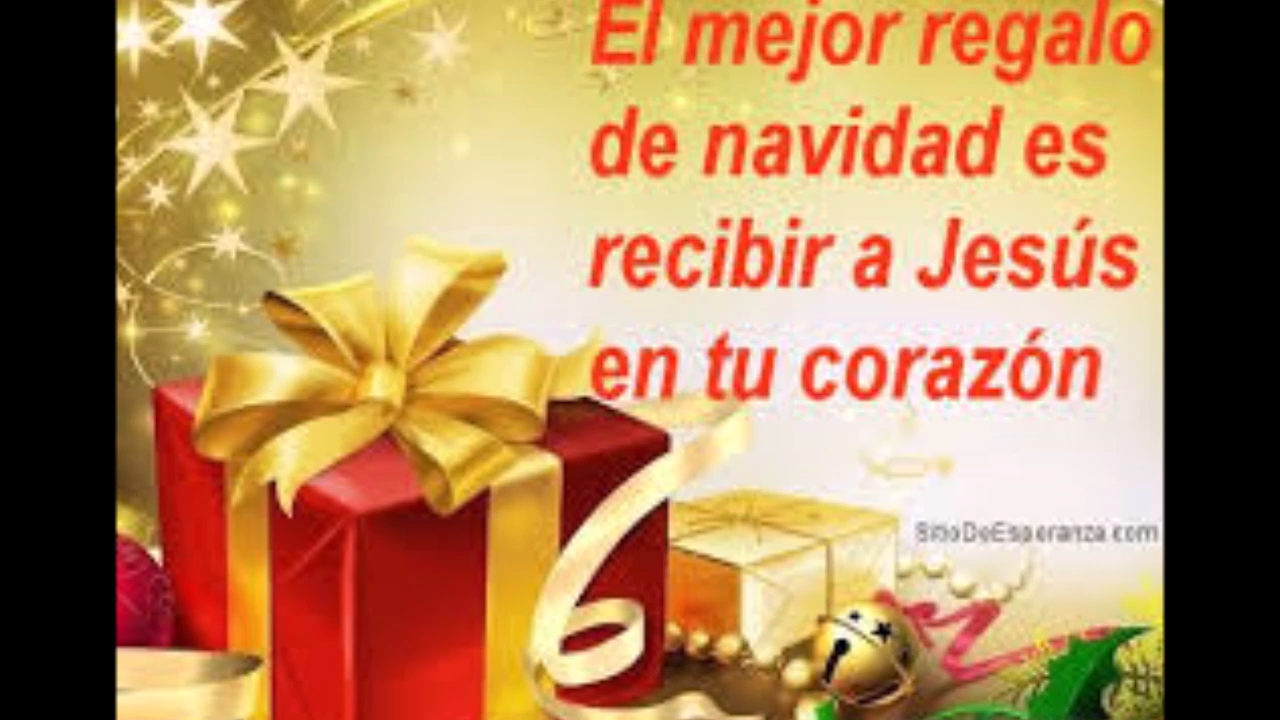 El mejor regalo
de navidad es
recibir a Jesús
en tu corazón
SitioDeEsperanza.com